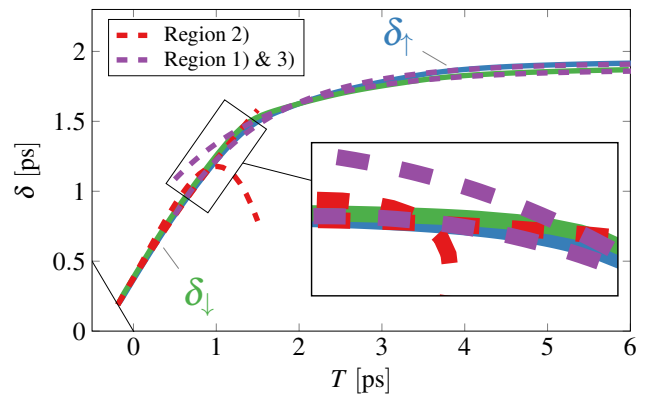 δ↑
Region 2)
Region 1) & 3)
δ↓
δ [ps]
2
1.5
1
0.5
0
0 1 2 3 4 5 6
T [ps]